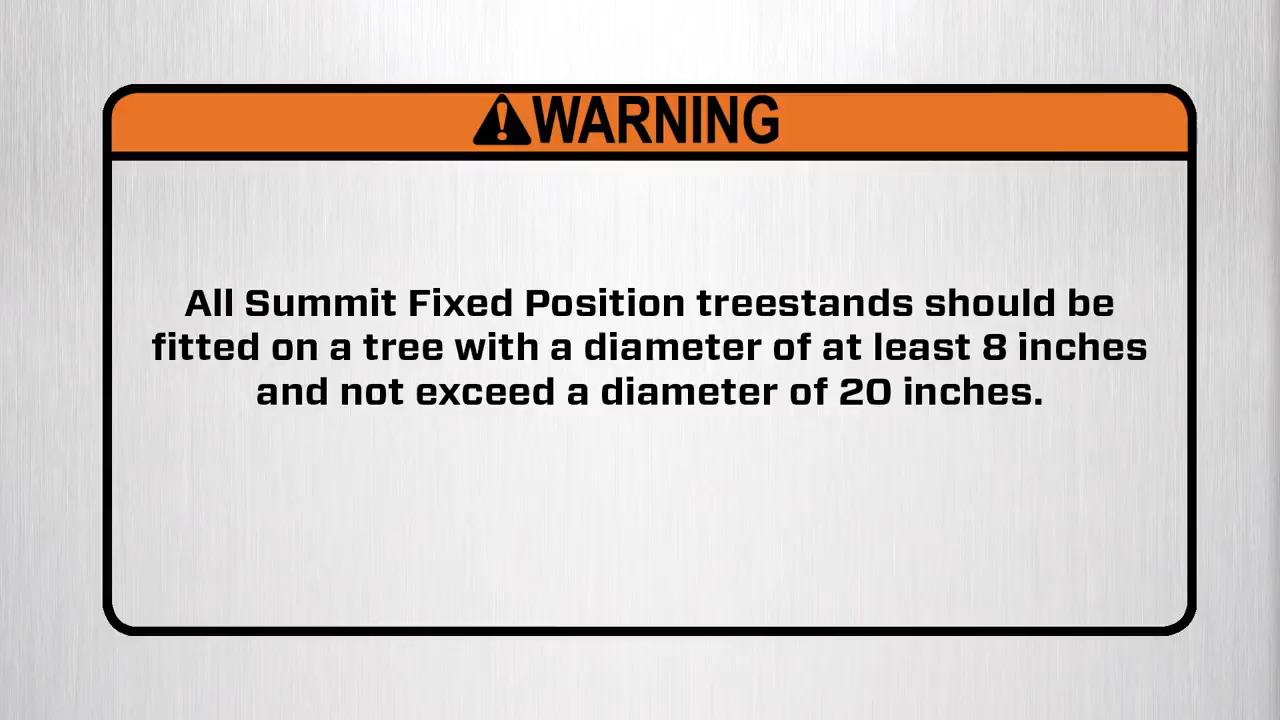 WARNING
All Summit Fixed Position treestands should be
fitted on a tree with a diameter of at least 8 inches
and not exceed a diameter of 20 inches.